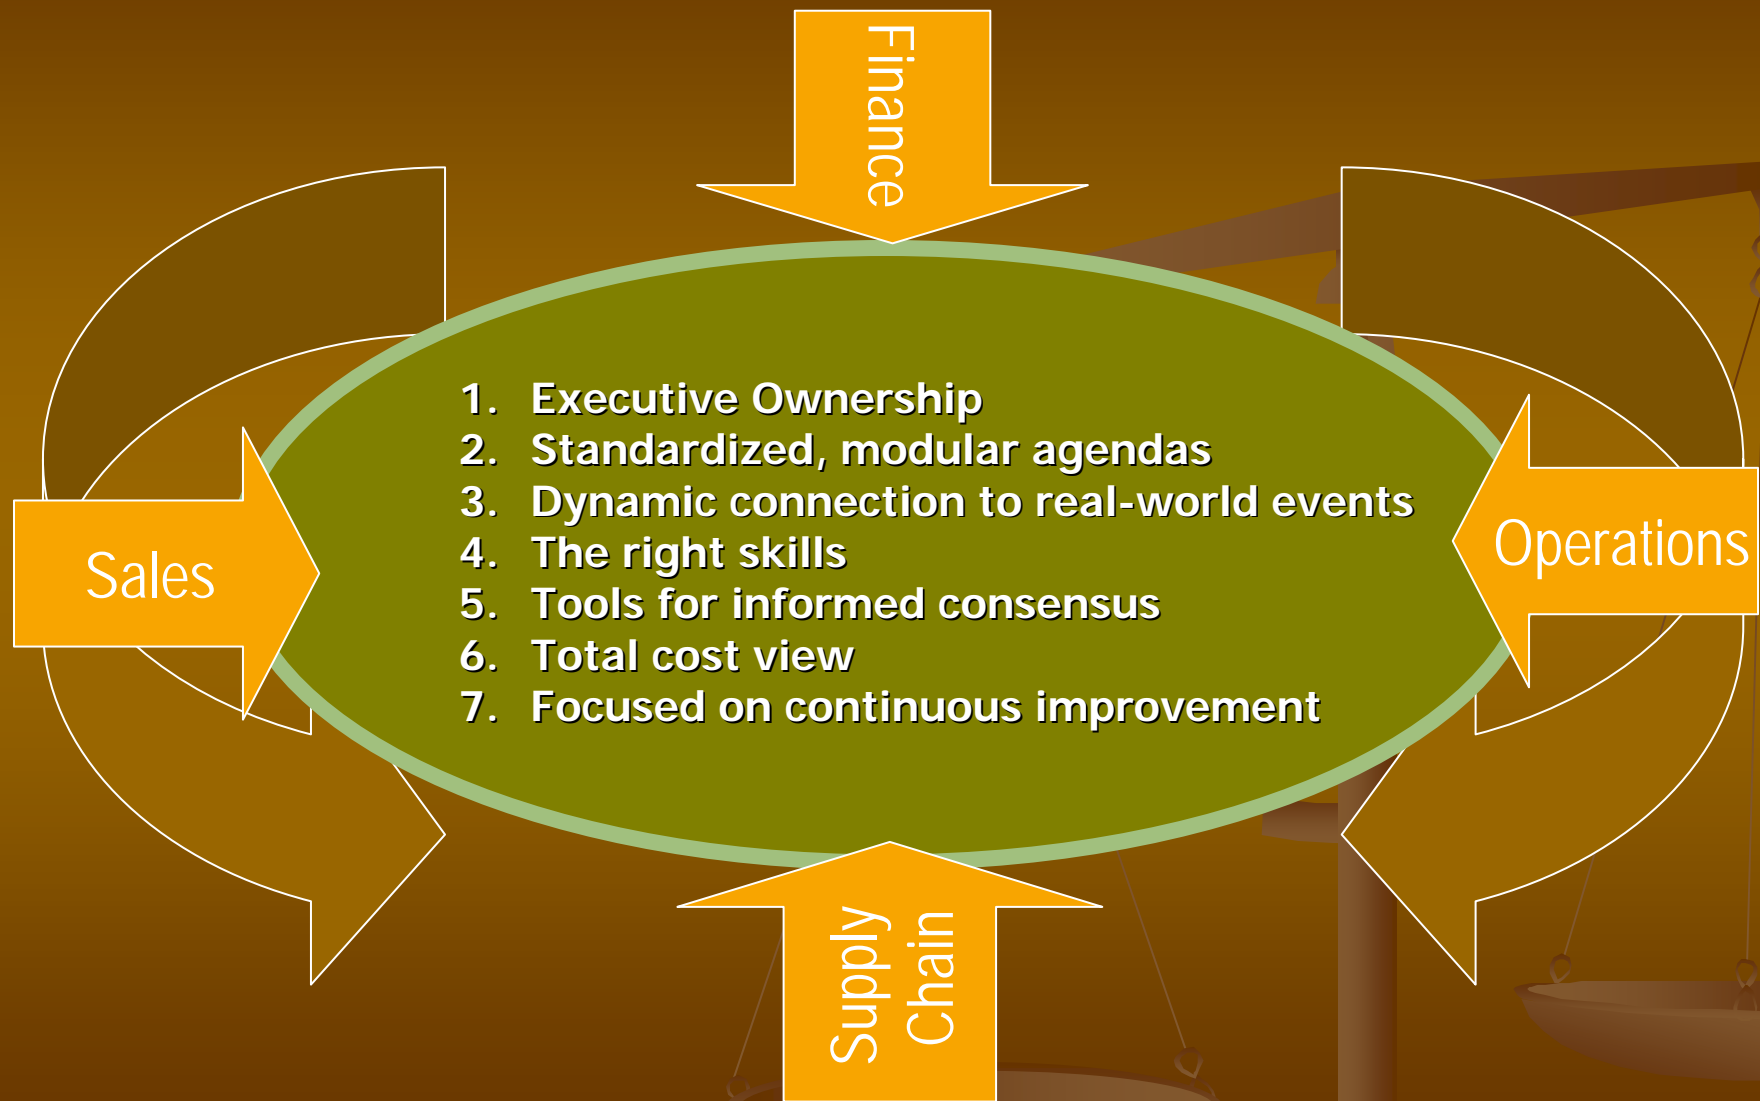 Finance
1. Executive Ownership
2. Standardized, modular agendas
3. Dynamic connection to real-world events
4. The right skills
5. Tools for informed consensus
6. Total cost view
7. Focused on continuous improvement
Sales
Operations
Supply
Chain